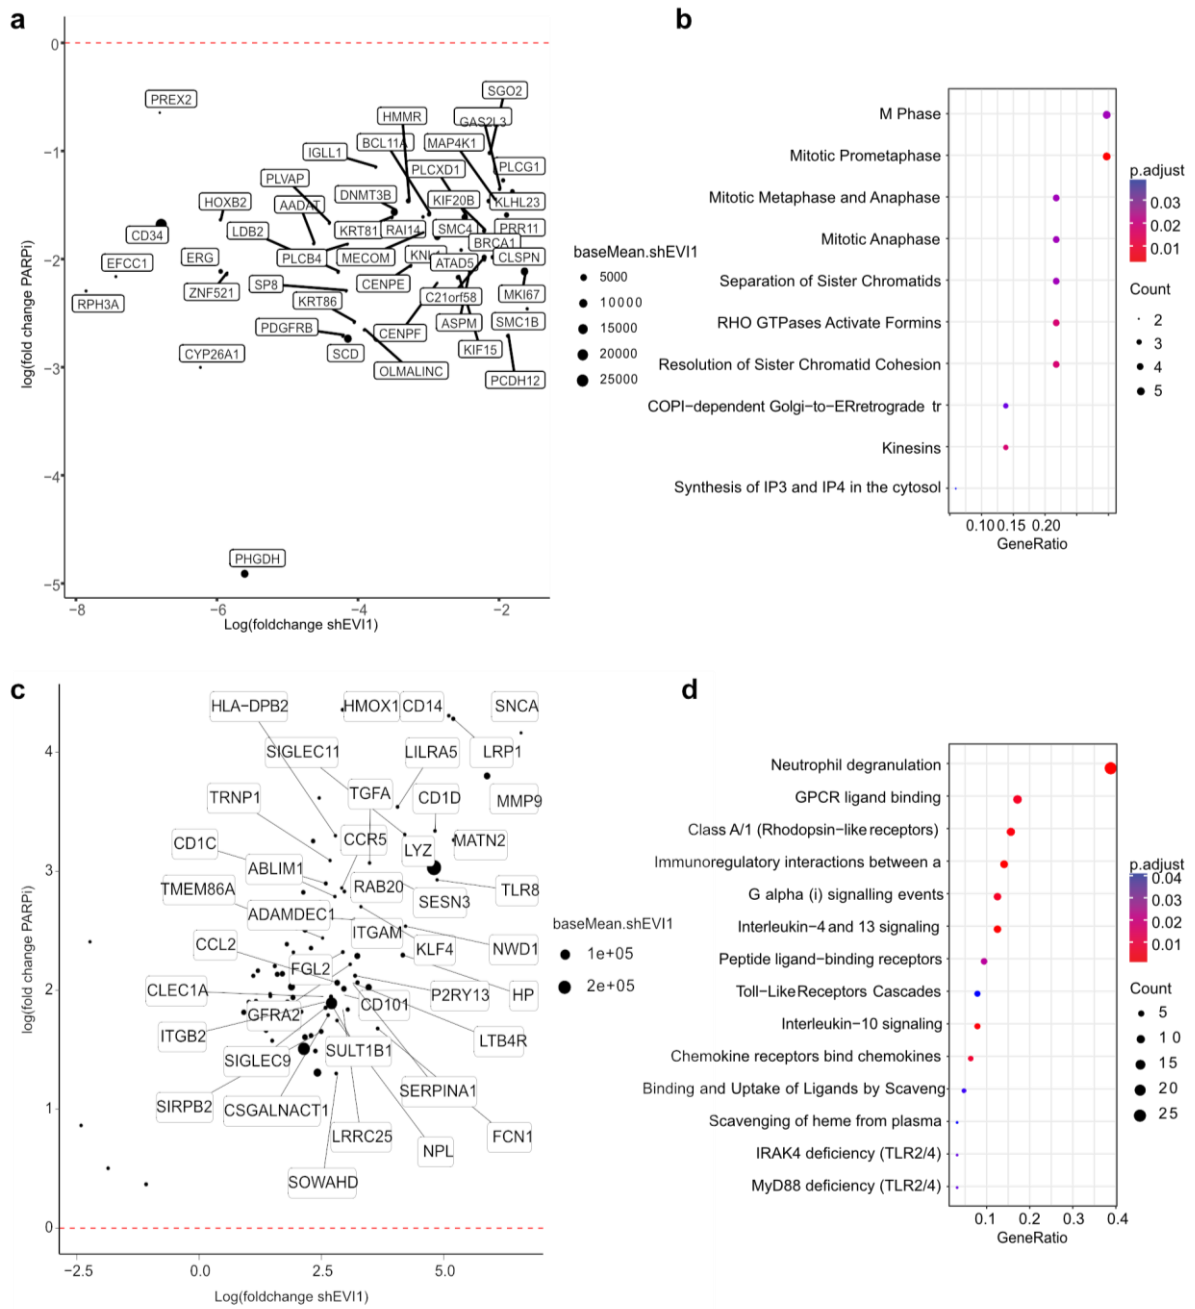 a
b
0
−1
−2
−3
−4
−5
log(fold change PARPi)
−8
−6
−4
−2
Log(foldchange shEVI1)
PREX2
SGO2
HMMR
GAS2L3
BCL11A
MAP4K1
IGLL1
PLCXD1
PLCG1
PLVAP
DNMT3B
KIF20B
KLHL23
HOXB2
AADAT
CD34
LDB2
KRT81
RAI14
SMC4
PRR11
BRCA1
EFCC1
ERG
PLCB4
MECOM
ATAD5
CLSPN
RPH3A
ZNF521
SP8
CENPE
C21orf58
MKI67
KRT86
PDGFRB
CENPF
ASPM
SMC1B
CYP26A1
SCD
KIF15
OLMALINC
PCDH12
PHGDH
baseMean.shEVI1
5000
10000
15000
20000
25000
M Phase
Mitotic Prometaphase
Mitotic Metaphase and Anaphase
Mitotic Anaphase
Separation of Sister Chromatids
RHO GTPases Activate Formins
Resolution of Sister Chromatid Cohesion
COPI−dependent Golgi−to−ERretrograde tr
Kinesins
Synthesis of IP3 and IP4 in the cytosol
0.10 0.15 0.20
GeneRatio
p.adjust
0.03
0.02
0.01
Count
2
3
4
5
c
d
4
3
2
1
0
log(fold change PARPi)
−2.5
0.0
2.5
5.0
Log(foldchange shEVI1)
HLA−DPB2
HMOX1
CD14
SNCA
SIGLEC11
LILRA5
LRP1
TRNP1
TGFA
CD1D
MMP9
CD1C
CCR5
LYZ
MATN2
ABLIM1
TMEM86A
RAB20
SESN3
TLR8
ADAMDEC1
ITGAM
KLF4
NWD1
CCL2
FGL2
CLEC1A
P2RY13
HP
GFRA2
CD101
ITGB2
LTB4R
SIGLEC9
SULT1B1
SERPINA1
SIRPB2
CSGALNACT1
LRRC25
NPL
FCN1
SOWAHD
baseMean.shEVI1
1e+05
2e+05
Neutrophil degranulation
GPCR ligand binding
Class A/1 (Rhodopsin−like receptors)
Immunoregulatory interactions between a
G alpha (i) signalling events
Interleukin−4 and 13 signaling
Peptide ligand−binding receptors
Toll−Like Receptors Cascades
Interleukin−10 signaling
Chemokine receptors bind chemokines
Binding and Uptake of Ligands by Scaveng
Scavenging of heme from plasma
IRAK4 deficiency (TLR2/4)
MyD88 deficiency (TLR2/4)
0.1
0.2
0.3
0.4
GeneRatio
p.adjust
0.04
0.03
0.02
0.01
Count
5
10
15
20
25